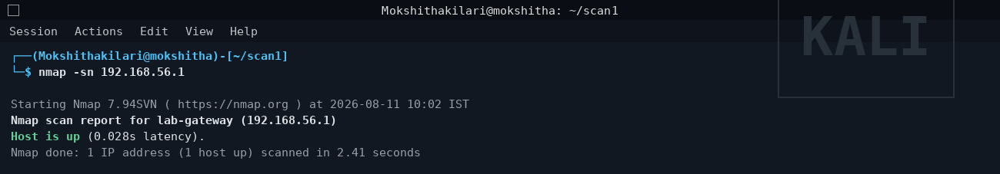 Mokshithakilari@mokshitha: ~/scan1
Session Actions Edit View Help
KALI
┌──(Mokshithakilari@mokshitha)-[~/scan1]
└─$ nmap -sn 192.168.56.1
Starting Nmap 7.94SVN ( https://nmap.org ) at 2026-08-11 10:02 IST
Nmap scan report for lab-gateway (192.168.56.1)
Host is up (0.028s latency).
Nmap done: 1 IP address (1 host up) scanned in 2.41 seconds